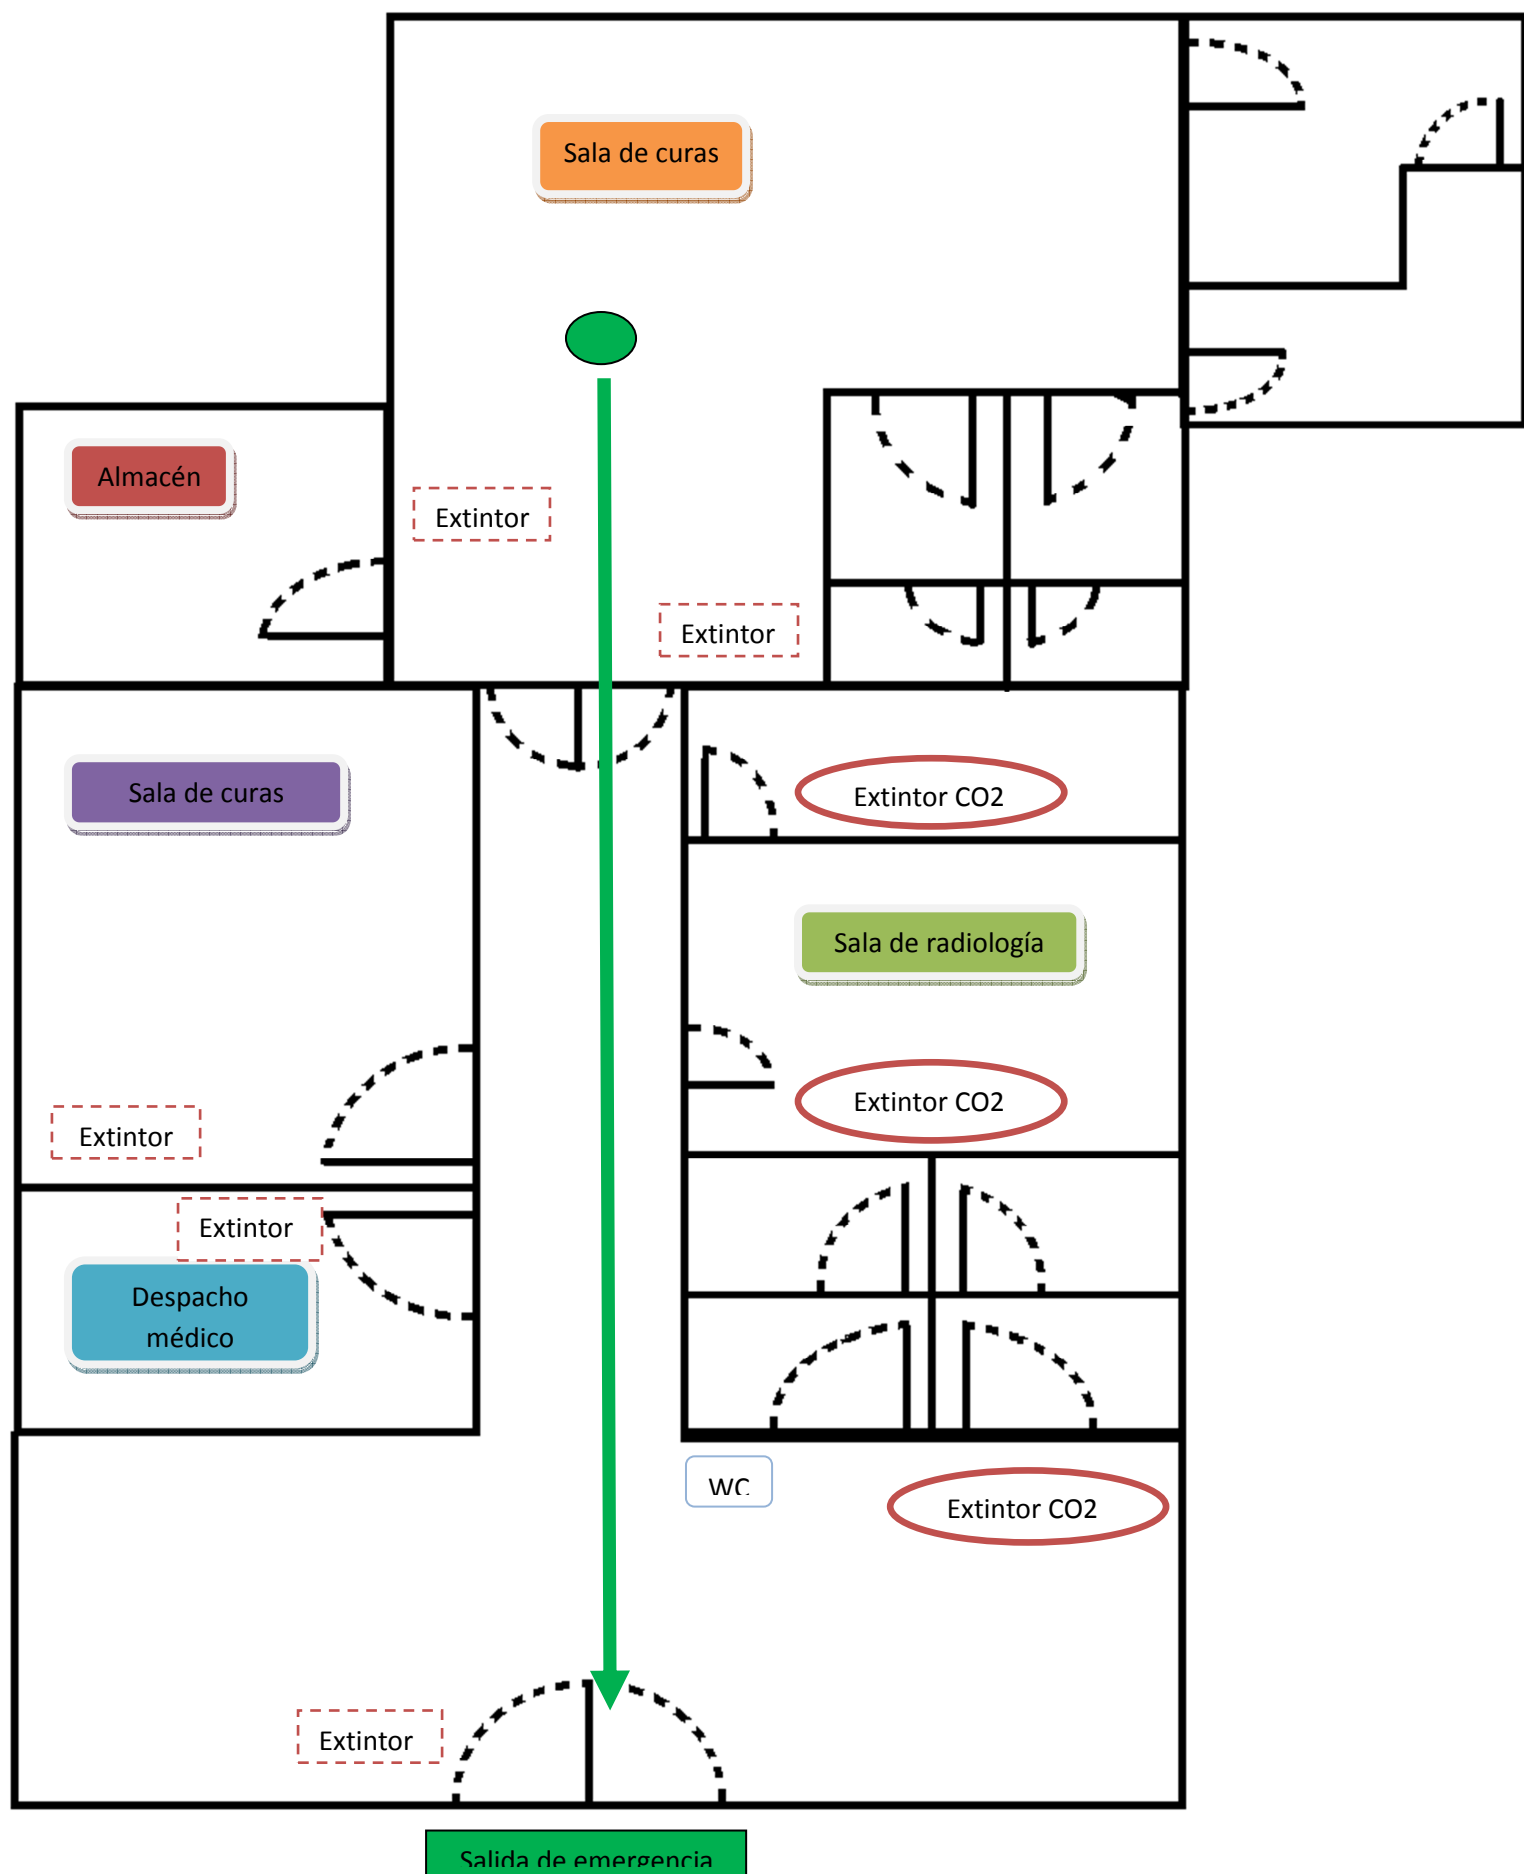 Sala de curas
Almacén
Extintor
Extintor
Sala de curas
Extintor CO2
Sala de radiología
Extintor CO2
Extintor
Extintor
Despacho
médico
WC
Extintor CO2
Extintor
Salida de emergencia